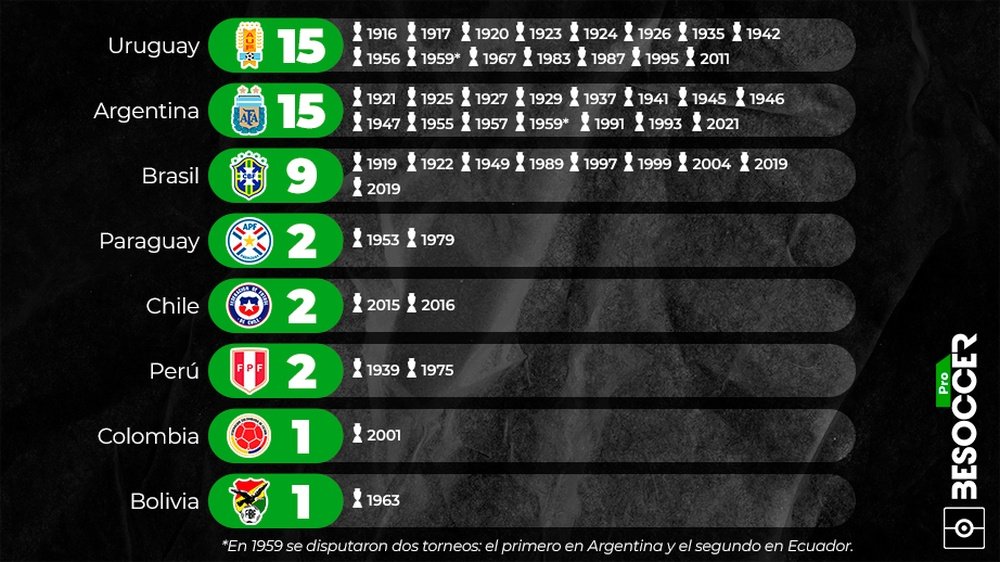 Uruguay 15 1916 1917 1920 1923 1924 1926 1935 1942
1956 1959* 1967 1983 1987 1995 2011
Argentina AFA 15 1921 1925 1927 1929 1937 1941 1945 1946
1947 1955 1957 1959* 1991 1993 2021
Brasil CBF 9 1919 1922 1949 1989 1997 1999 2004 2019
2019
APF
Paraguay 2 1953 1979
Chile 2 2015 2016
Perú FPF 2 1939 1975
Colombia 1 2001
Bolivia FBF 1 1963
*En 1959 se disputaron dos torneos: el primero en Argentina y el segundo en Ecuador.
Pro
BESOCCER